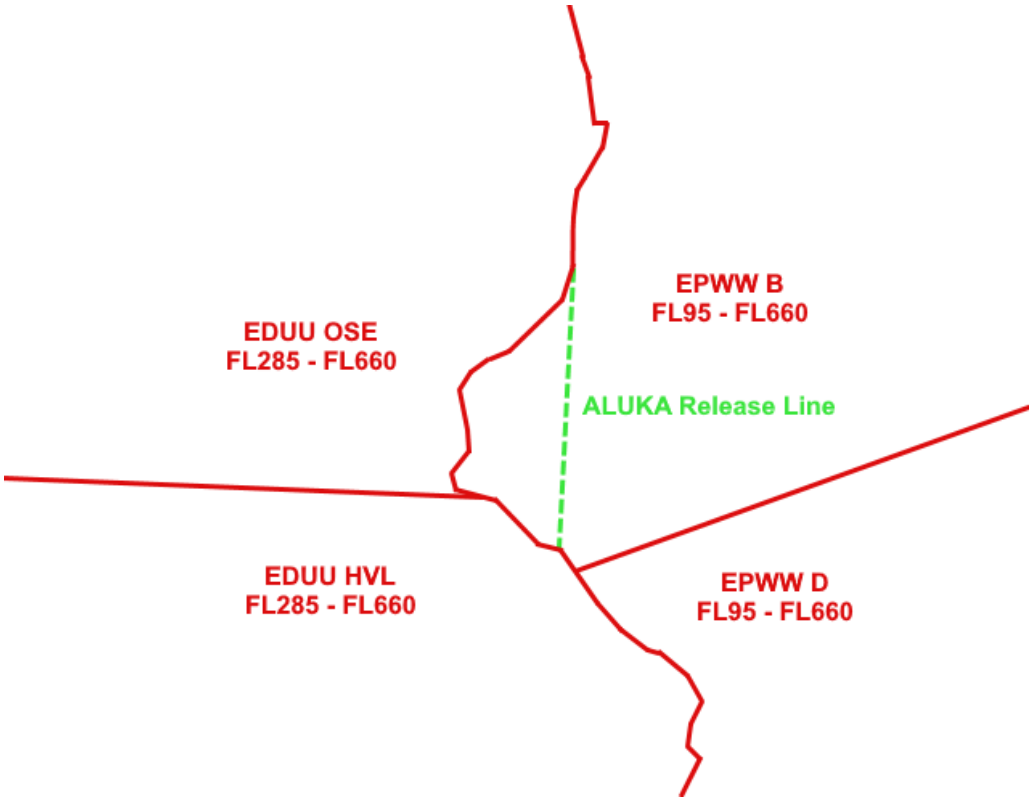 EPWW B
FL95 - FL660
EDUU OSE
FL285 - FL660
ALUKA Release Line
EDUU HVL
FL285 - FL660
EPWW D
FL95 - FL660